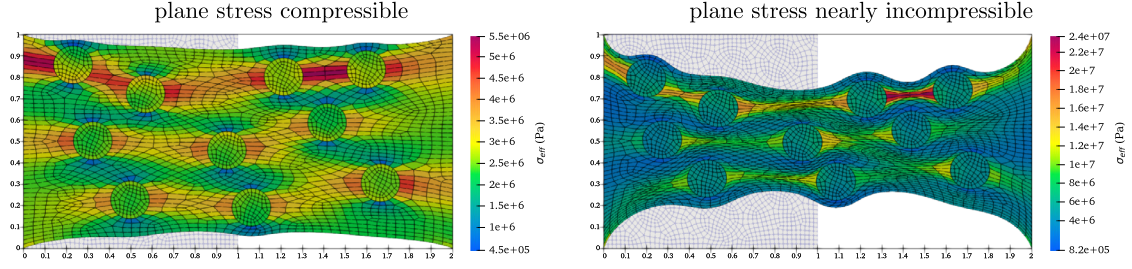 plane stress compressible
plane stress nearly incompressible
1
0.9
0.8
0.7
0.6
0.5
0.4
0.3
0.2
0.1
0
0 0.1 0.2 0.3 0.4 0.5 0.6 0.7 0.8 0.9 1 1.1 1.2 1.3 1.4 1.5 1.6 1.7 1.8 1.9 2
5.5e+06
5e+6
4.5e+6
4e+6
3.5e+6
3e+6
2.5e+6
2e+6
1.5e+6
1e+6
4.5e+05
σeff (Pa)
1
0.9
0.8
0.7
0.6
0.5
0.4
0.3
0.2
0.1
0
0 0.1 0.2 0.3 0.4 0.5 0.6 0.7 0.8 0.9 1 1.1 1.2 1.3 1.4 1.5 1.6 1.7 1.8 1.9 2
2.4e+07
2.2e+7
2e+7
1.8e+7
1.6e+7
1.4e+7
1.2e+7
1e+7
8e+6
6e+6
4e+6
8.2e+05
σeff (Pa)